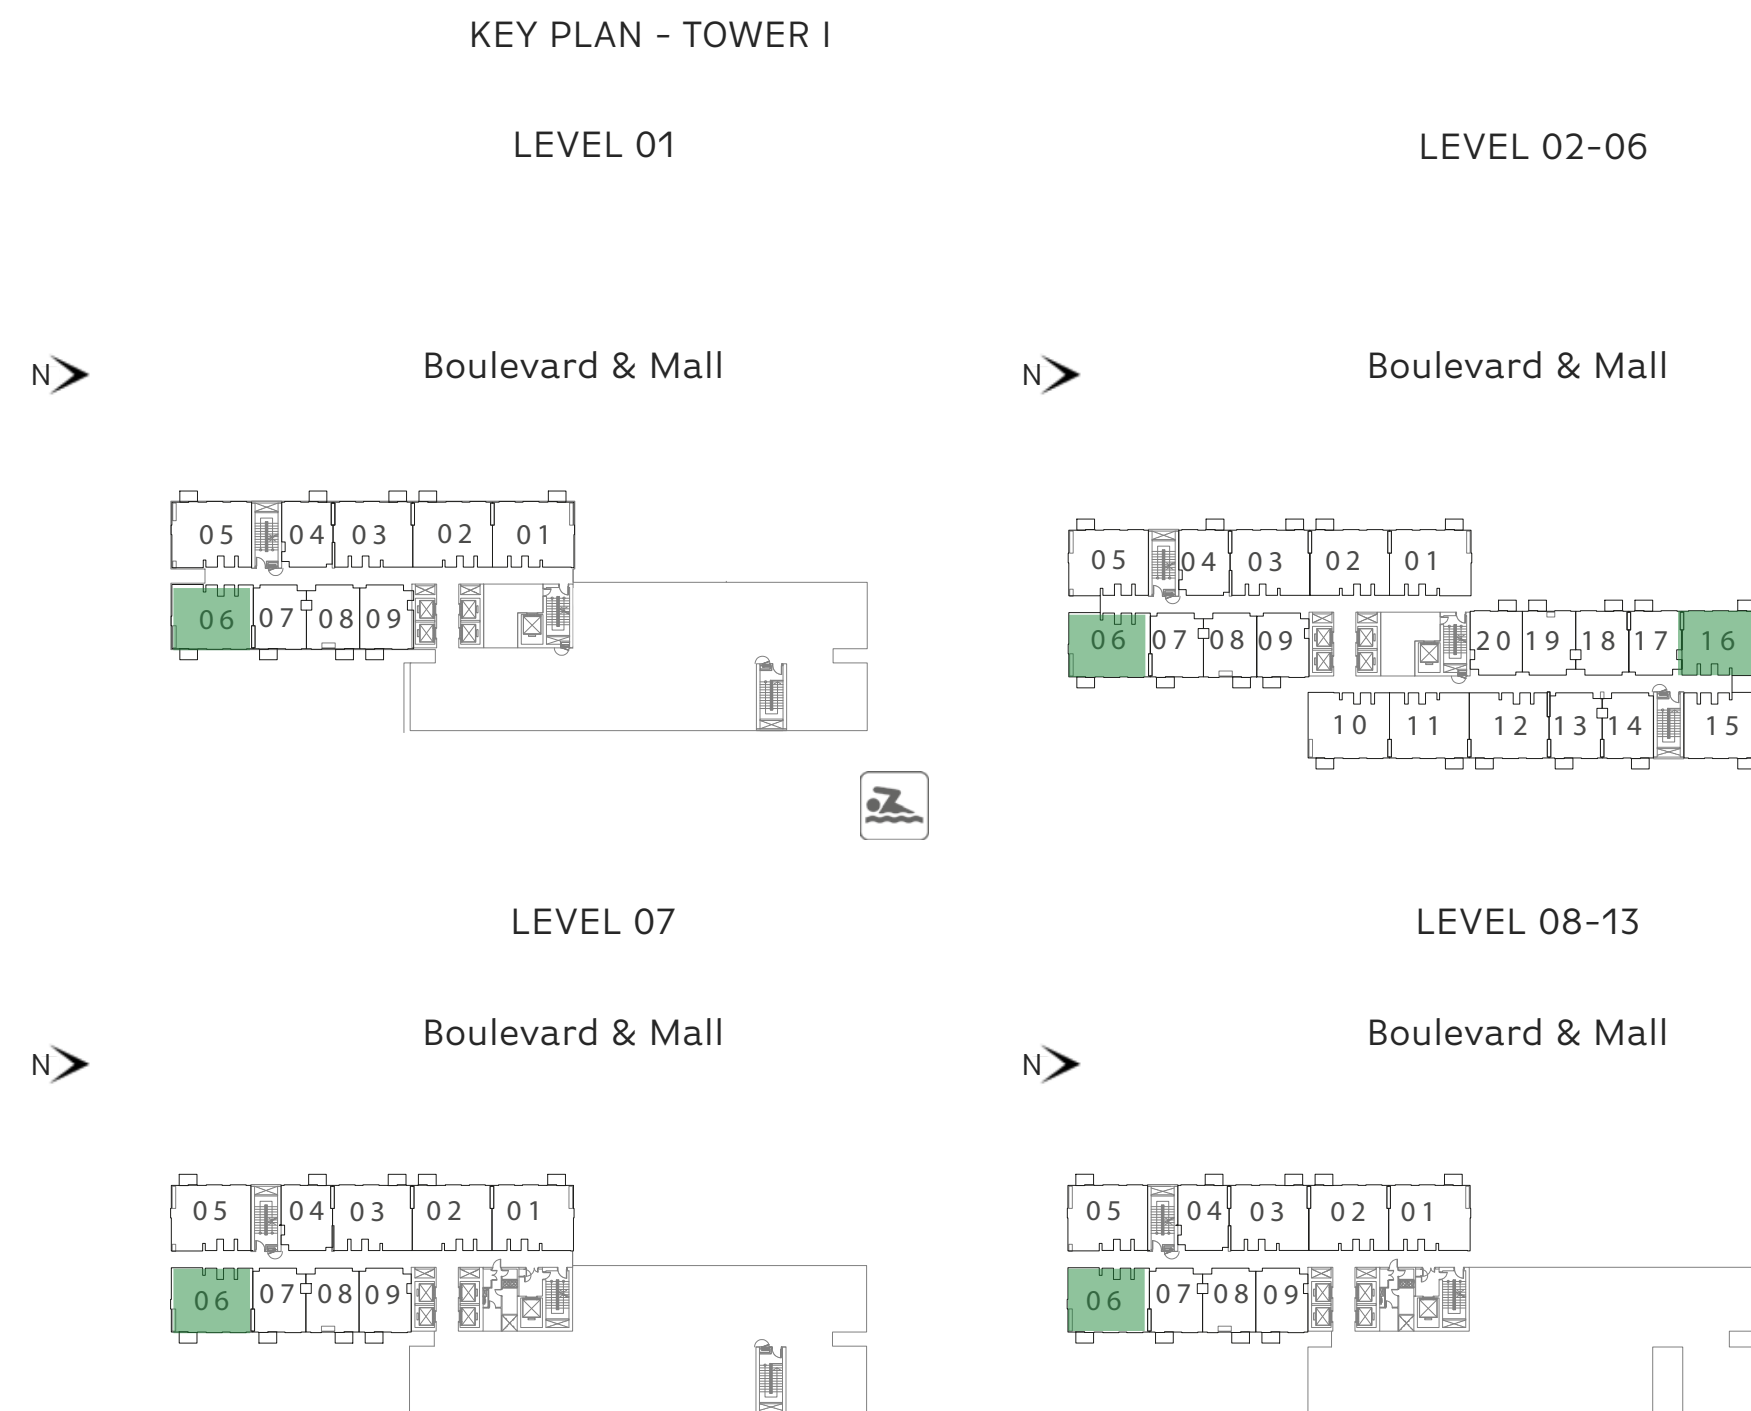 KEY PLAN - TOWER I
LEVEL 01
LEVEL 02-06
N
Boulevard & Mall
N
Boulevard & Mall
05 04 03 02 01
06 07 08 09
05 04 03 02 01
06 07 08 09 20 19 18 17 16
10 11 12 13 14 15
LEVEL 07
LEVEL 08-13
N
Boulevard & Mall
N
Boulevard & Mall
05 04 03 02 01
06 07 08 09
05 04 03 02 01
06 07 08 09